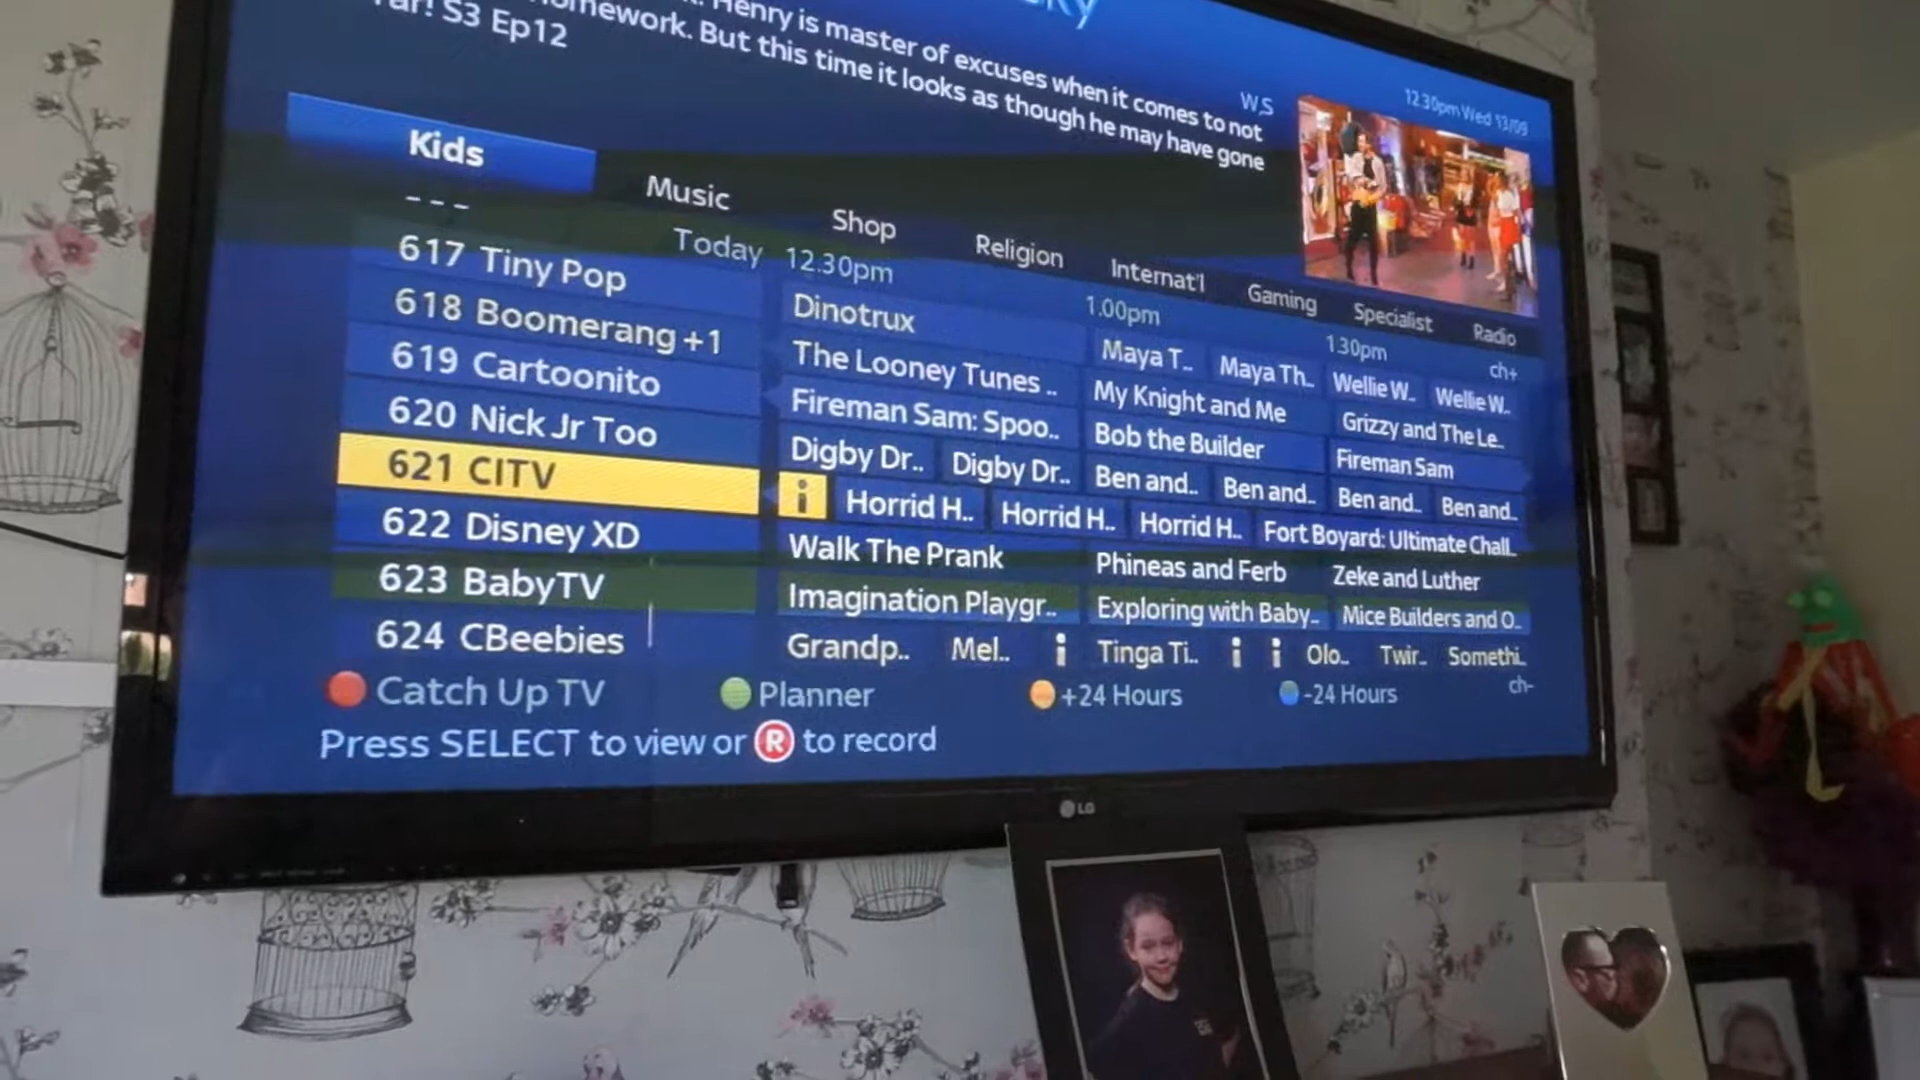 Henry is master of excuses when it comes to not
homework. But this time it looks as though he may have gone
far! S3 Ep12
W,S
12.30pm Wed 13/09
Kids Music Shop Religion Internat'l Gaming Specialist Radio
- - -
Today 12.30pm 1.00pm 1.30pm ch+
617 Tiny Pop Dinotrux Maya T.. Maya Th.. Wellie W.. Wellie W..
618 Boomerang +1 The Looney Tunes .. My Knight and Me Grizzy and The Le..
619 Cartoonito Fireman Sam: Spoo.. Bob the Builder Fireman Sam
620 Nick Jr Too Digby Dr.. Digby Dr.. Ben and.. Ben and.. Ben and.. Ben and..
621 CITV i Horrid H.. Horrid H.. Horrid H.. Fort Boyard: Ultimate Chall..
622 Disney XD Walk The Prank Phineas and Ferb Zeke and Luther
623 BabyTV Imagination Playgr.. Exploring with Baby.. Mice Builders and O..
624 CBeebies Grandp.. Mel.. i Tinga Ti.. i i Olo.. Twir.. Somethi..
ch-
Catch Up TV Planner +24 Hours -24 Hours
Press SELECT to view or R to record
LG